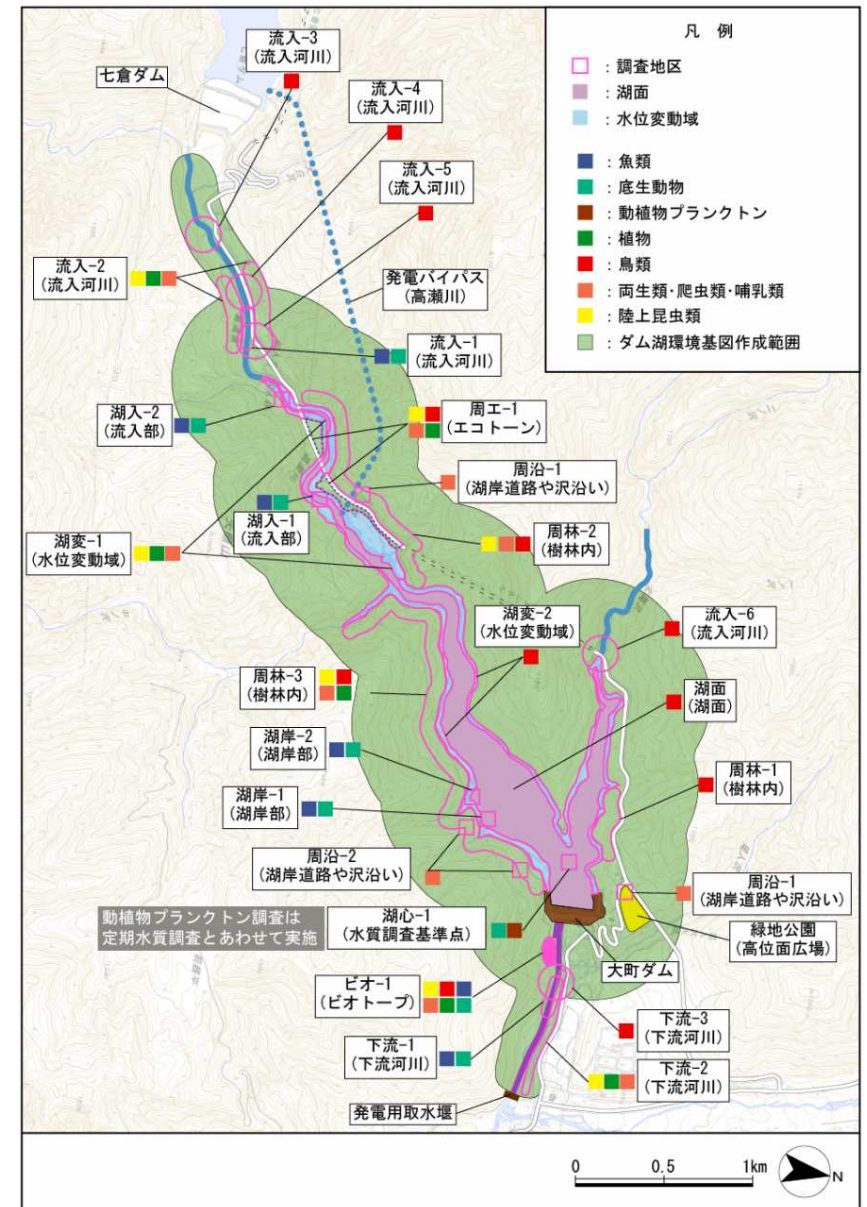 凡 例
：調査地区
：湖面
：水位変動域
：魚類
：底生動物
：動植物プランクトン
：植物
：鳥類
：両生類・爬虫類・哺乳類
：陸上昆虫類
：ダム湖環境基図作成範囲
七倉ダム
流入-3
(流入河川)
流入-4
(流入河川)
流入-5
(流入河川)
流入-2
(流入河川)
発電バイパス
(高瀬川)
流入-1
(流入河川)
湖入-2
(流入部)
周エ-1
(エコトーン)
周沿-1
(湖岸道路や沢沿い)
湖入-1
(流入部)
湖変-1
(水位変動域)
周林-2
(樹林内)
湖変-2
(水位変動域)
流入-6
(流入河川)
周林-3
(樹林内)
湖面
(湖面)
湖岸-2
(湖岸部)
周林-1
(樹林内)
湖岸-1
(湖岸部)
周沿-2
(湖岸道路や沢沿い)
周沿-1
(湖岸道路や沢沿い)
動植物プランクトン調査は
定期水質調査とあわせて実施
湖心-1
(水質調査基準点)
緑地公園
(高位面広場)
大町ダム
ビオ-1
(ビオトープ)
下流-3
(下流河川)
下流-1
(下流河川)
下流-2
(下流河川)
発電用取水堰
0 0.5 1km
N